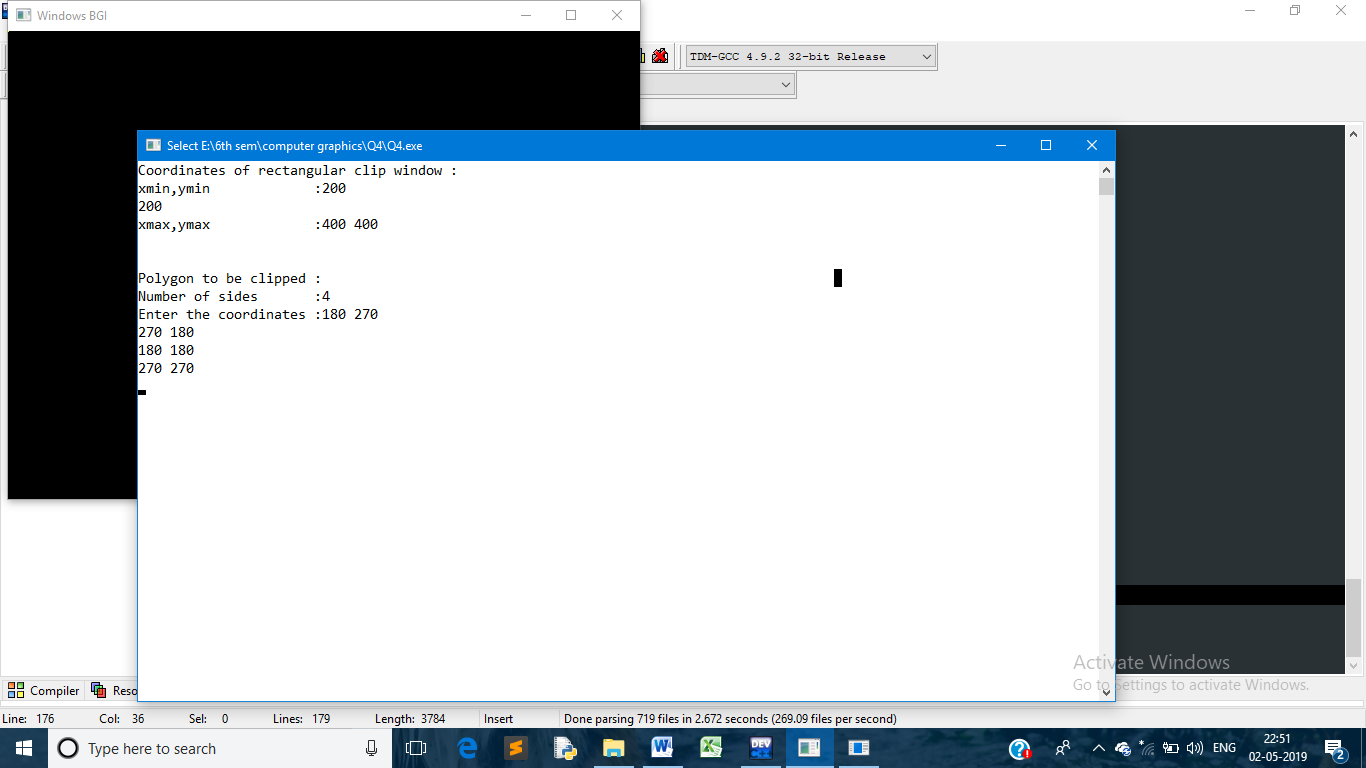 Windows BGI
TDM-GCC 4.9.2 32-bit Release
Select E:\6th sem\computer graphics\Q4\Q4.exe
Coordinates of rectangular clip window :
xmin,ymin             :200
200
xmax,ymax             :400 400
Polygon to be clipped :
Number of sides       :4
Enter the coordinates :180 270
270 180
180 180
270 270
Activate Windows
Go to Settings to activate Windows.
Compiler Reso
Line: 176 Col: 36 Sel: 0 Lines: 179 Length: 3784 Insert Done parsing 719 files in 2.672 seconds (269.09 files per second)
Type here to search DEV ENG 22:51
02-05-2019 2